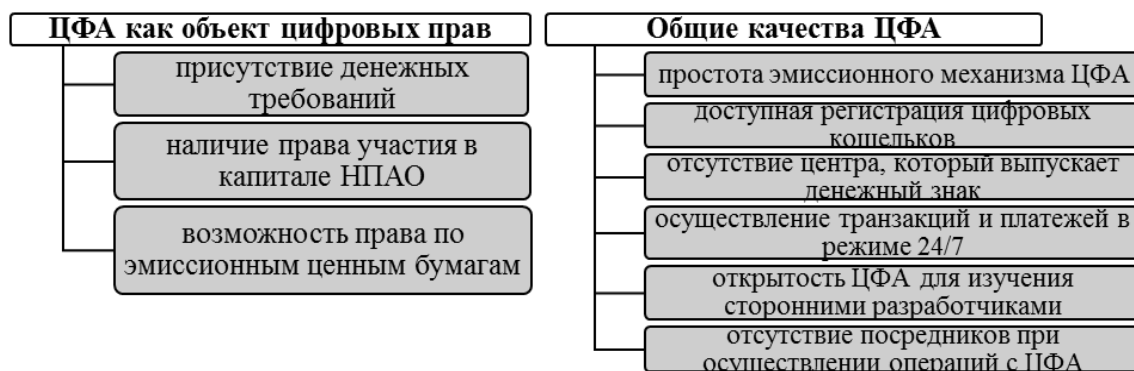 ЦФА как объект цифровых прав
присутствие денежных
требований
наличие права участия в
капитале НПАО
возможность права по
эмиссионным ценным бумагам
Общие качества ЦФА
простота эмиссионного механизма ЦФА
доступная регистрация цифровых
кошельков
отсутствие центра, который выпускает
денежный знак
осуществление транзакций и платежей в
режиме 24/7
открытость ЦФА для изучения
сторонними разработчиками
отсутствие посредников при
осуществлении операций с ЦФА